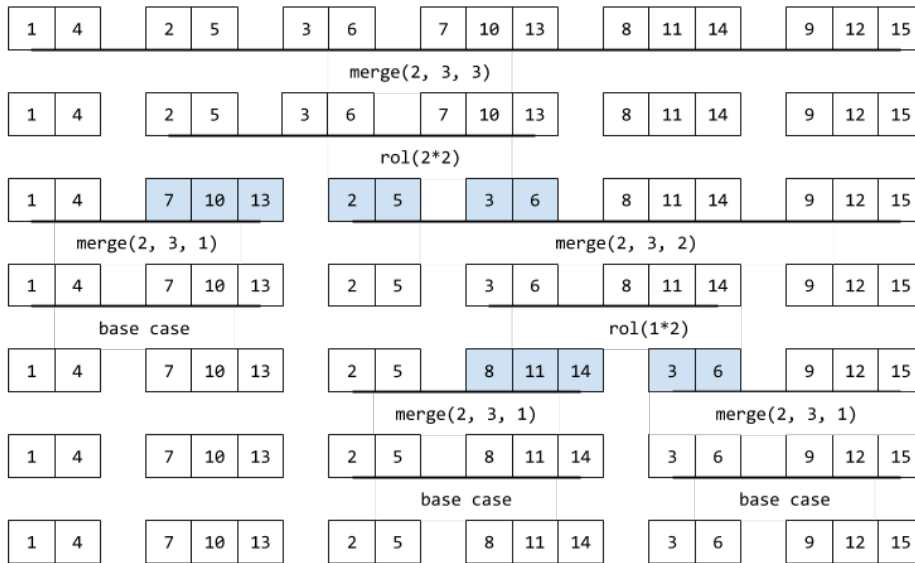 1 4 2 5 3 6 7 10 13 8 11 14 9 12 15
merge(2, 3, 3)
1 4 2 5 3 6 7 10 13 8 11 14 9 12 15
rol(2*2)
1 4 7 10 13 2 5 3 6 8 11 14 9 12 15
merge(2, 3, 1) merge(2, 3, 2)
1 4 7 10 13 2 5 3 6 8 11 14 9 12 15
base case rol(1*2)
1 4 7 10 13 2 5 8 11 14 3 6 9 12 15
merge(2, 3, 1) merge(2, 3, 1)
1 4 7 10 13 2 5 8 11 14 3 6 9 12 15
base case base case
1 4 7 10 13 2 5 8 11 14 3 6 9 12 15